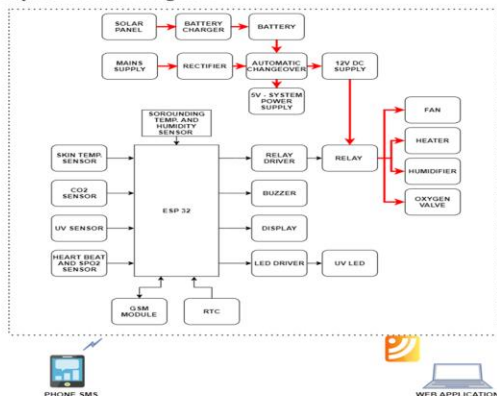 SOLAR
PANEL
BATTERY
CHARGER
BATTERY
MAINS
SUPPLY
RECTIFIER
AUTOMATIC
CHANGEOVER
12V DC
SUPPLY
5V - SYSTEM
POWER
SUPPLY
SOROUNDING
TEMP. AND
HUMIDITY
SENSOR
FAN
SKIN TEMP.
SENSOR
RELAY
DRIVER
RELAY
HEATER
HUMIDIFIER
CO2
SENSOR
ESP 32
BUZZER
OXYGEN
VALVE
UV SENSOR
DISPLAY
HEART BEAT
AND SPO2
SENSOR
LED DRIVER
UV LED
GSM
MODULE
RTC
PHONE SMS
WEB APPLICATION